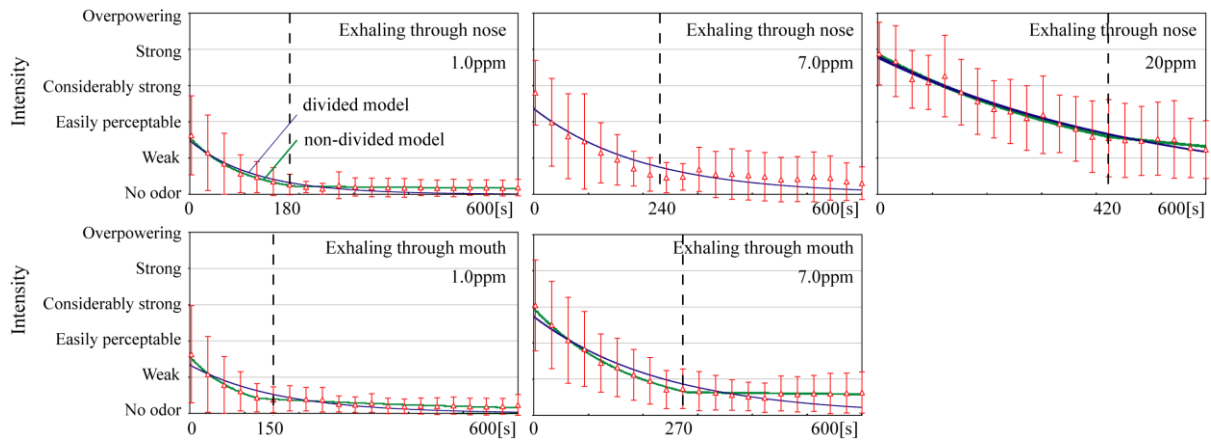 Overpowering
Strong
Considerably strong
Easily perceptable
Weak
No odor
Intensity
Exhaling through nose
1.0ppm
divided model
non-divided model
0 180 600[s]
Exhaling through nose
7.0ppm
0 240 600[s]
Exhaling through nose
20ppm
0 420 600[s]
Overpowering
Strong
Considerably strong
Easily perceptable
Weak
No odor
Intensity
Exhaling through mouth
1.0ppm
0 150 600[s]
Exhaling through mouth
7.0ppm
0 270 600[s]